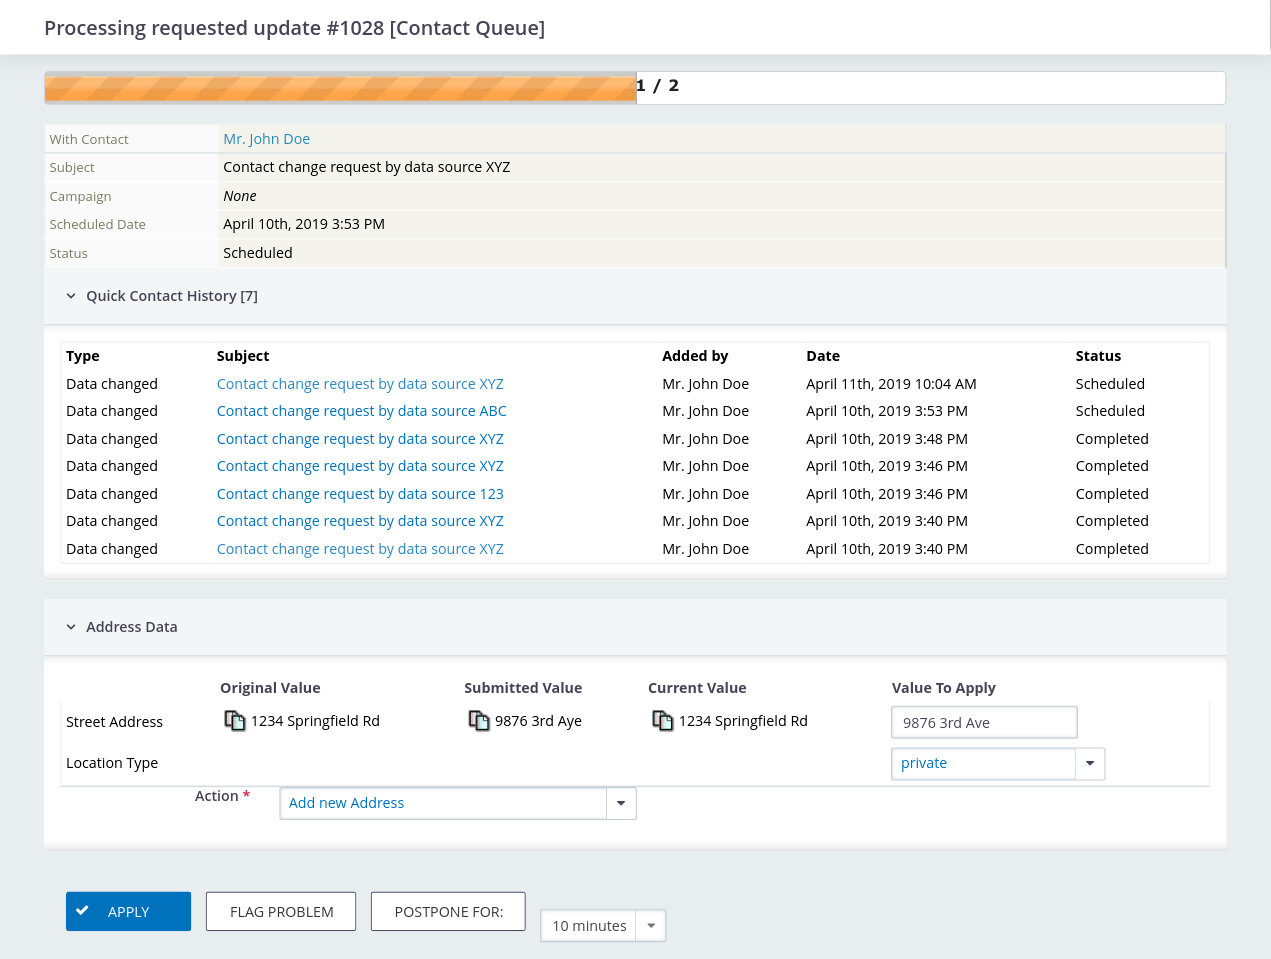 Processing requested update #1028 [Contact Queue]
1 / 2
With Contact Mr. John Doe
Subject Contact change request by data source XYZ
Campaign None
Scheduled Date April 10th, 2019 3:53 PM
Status Scheduled
Quick Contact History [7]
Type Subject Added by Date Status
Data changed Contact change request by data source XYZ Mr. John Doe April 11th, 2019 10:04 AM Scheduled
Data changed Contact change request by data source ABC Mr. John Doe April 10th, 2019 3:53 PM Scheduled
Data changed Contact change request by data source XYZ Mr. John Doe April 10th, 2019 3:48 PM Completed
Data changed Contact change request by data source XYZ Mr. John Doe April 10th, 2019 3:46 PM Completed
Data changed Contact change request by data source 123 Mr. John Doe April 10th, 2019 3:46 PM Completed
Data changed Contact change request by data source XYZ Mr. John Doe April 10th, 2019 3:40 PM Completed
Data changed Contact change request by data source XYZ Mr. John Doe April 10th, 2019 3:40 PM Completed
Address Data
Original Value Submitted Value Current Value Value To Apply
Street Address 1234 Springfield Rd 9876 3rd Aye 1234 Springfield Rd 9876 3rd Ave
Location Type private
Action * Add new Address
APPLY FLAG PROBLEM POSTPONE FOR: 10 minutes